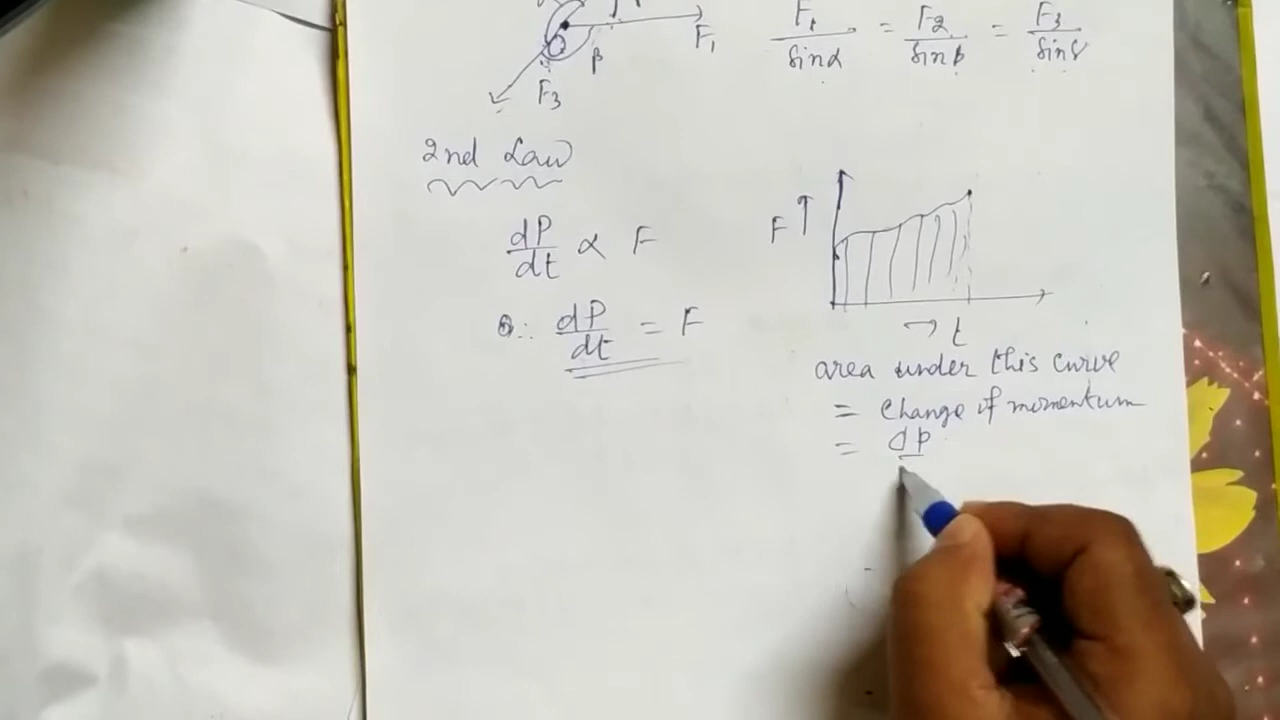 F₁
β
F₃
F₁/sinα = F₂/sinβ = F₃/sinγ
2nd Law
dP/dt ∝ F
∴ dP/dt = F
F ↑
→ t
area under this curve
= change of momentum
= dp